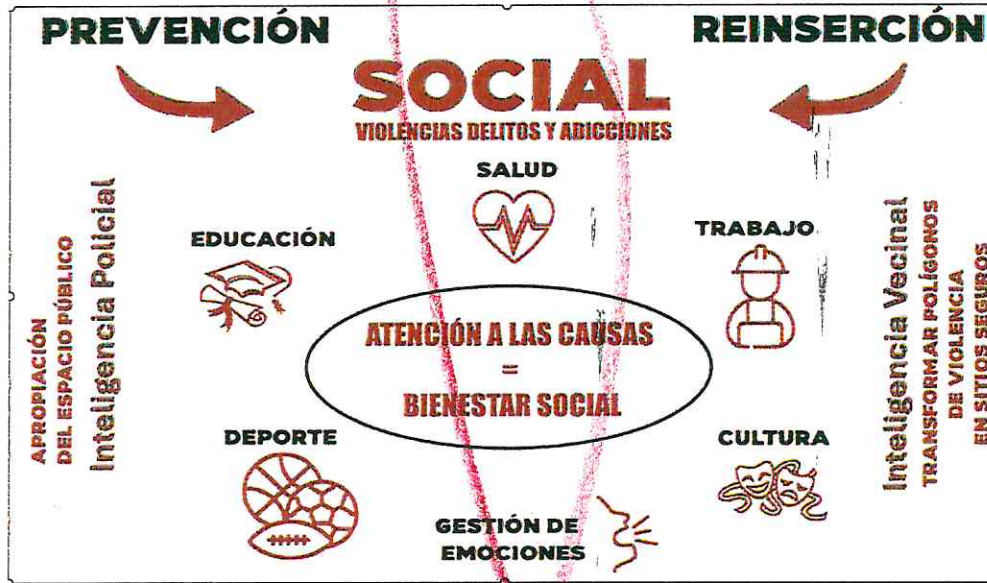 PREVENCIÓN
REINSERCIÓN
SOCIAL
VIOLENCIAS DELITOS Y ADICCIONES
SALUD
EDUCACIÓN
TRABAJO
APROPIACIÓN
DEL ESPACIO PÚBLICO
Inteligencia Policial
ATENCIÓN A LAS CAUSAS
=
BIENESTAR SOCIAL
Inteligencia Vecinal
TRANSFORMAR POLÍGONOS
DE VIOLENCIA
EN SITIOS SEGUROS
DEPORTE
CULTURA
GESTIÓN DE
EMOCIONES